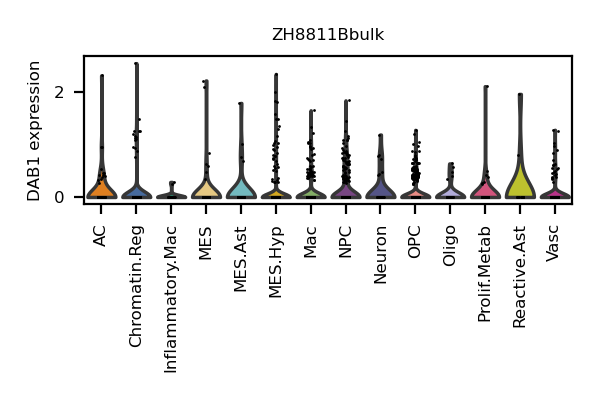 ZH8811Bbulk
DAB1 expression
2
0
AC
Chromatin.Reg
Inflammatory.Mac
MES
MES.Ast
MES.Hyp
Mac
NPC
Neuron
OPC
Oligo
Prolif.Metab
Reactive.Ast
Vasc